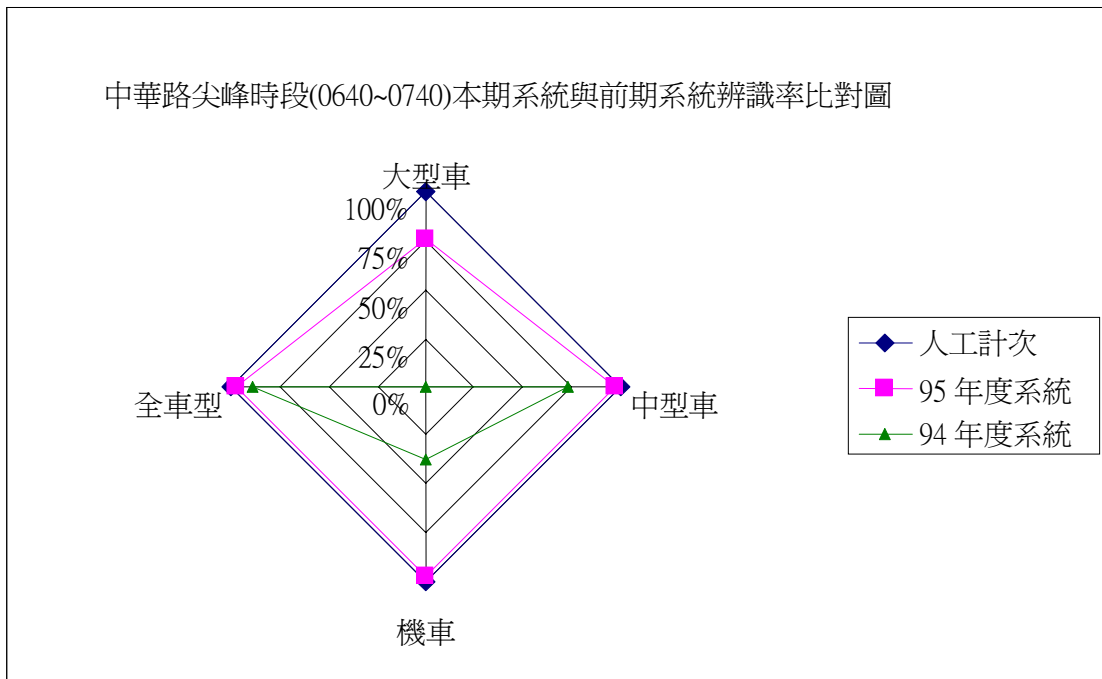 中華路尖峰時段(0640~0740)本期系統與前期系統辨識率比對圖
大型車
100%
75%
50%
25%
0%
全車型
中型車
機車
人工計次
95 年度系統
94 年度系統